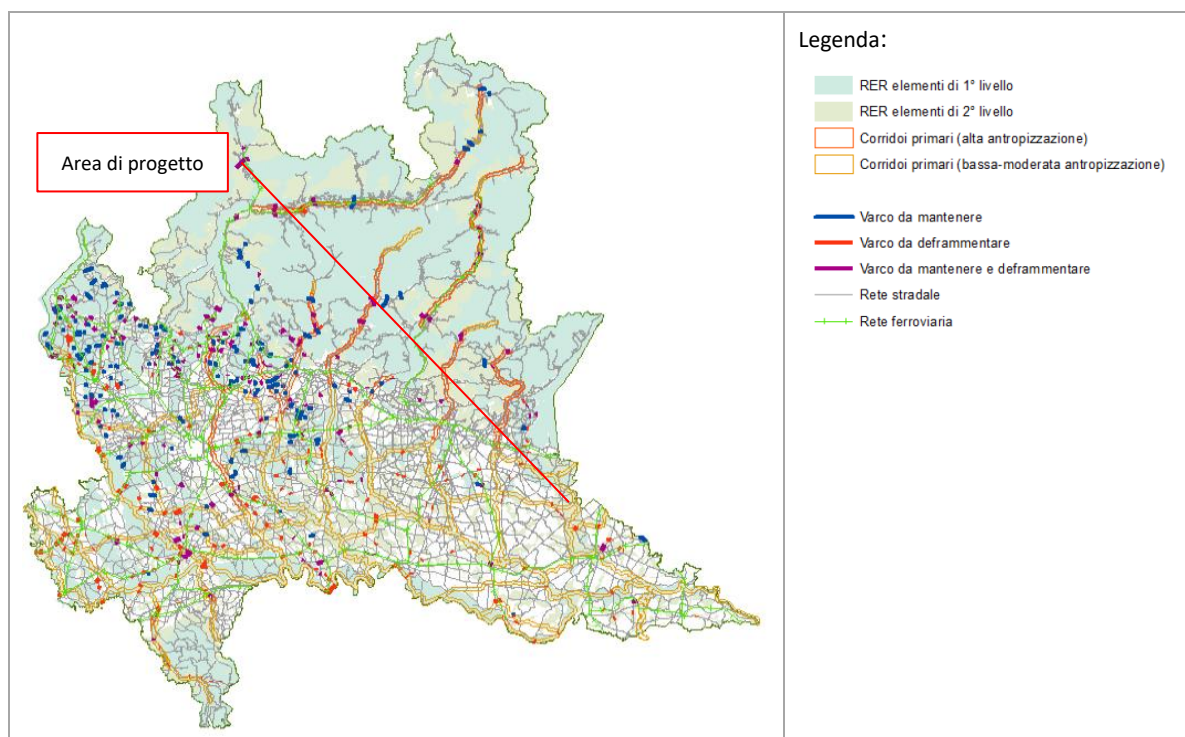 Area di progetto
Legenda:
RER elementi di 1° livello
RER elementi di 2° livello
Corridoi primari (alta antropizzazione)
Corridoi primari (bassa-moderata antropizzazione)
Varco da mantenere
Varco da deframmentare
Varco da mantenere e deframmentare
Rete stradale
Rete ferroviaria